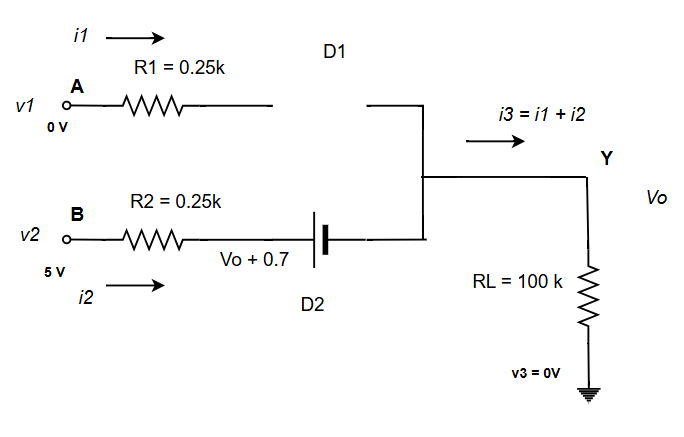 i1
D1
R1 = 0.25k
A
v1
0 V
i3 = i1 + i2
Y
Vo
R2 = 0.25k
B
v2
Vo + 0.7
5 V
i2
D2
RL = 100 k
v3 = 0V